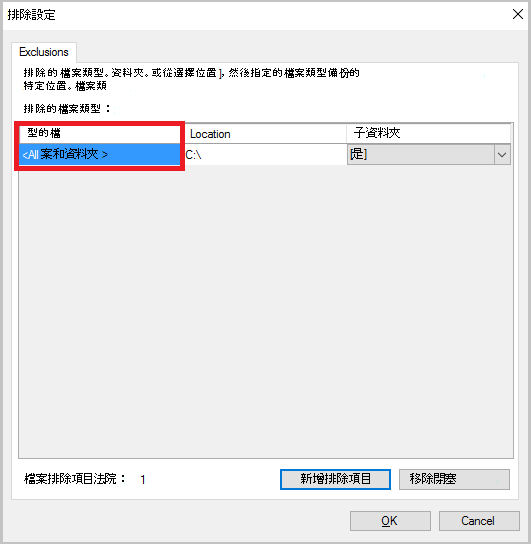 排除設定
Exclusions
排除的檔案類型。資料夾。或從選擇位置]，然後指定的檔案類型備份的
特定位置。檔案類
排除的檔案類型：
型的檔 Location 子資料夾
<All 案和資料夾 > C:\ [是]
檔案排除項目法院： 1 新增排除項目 移除閉塞
OK Cancel